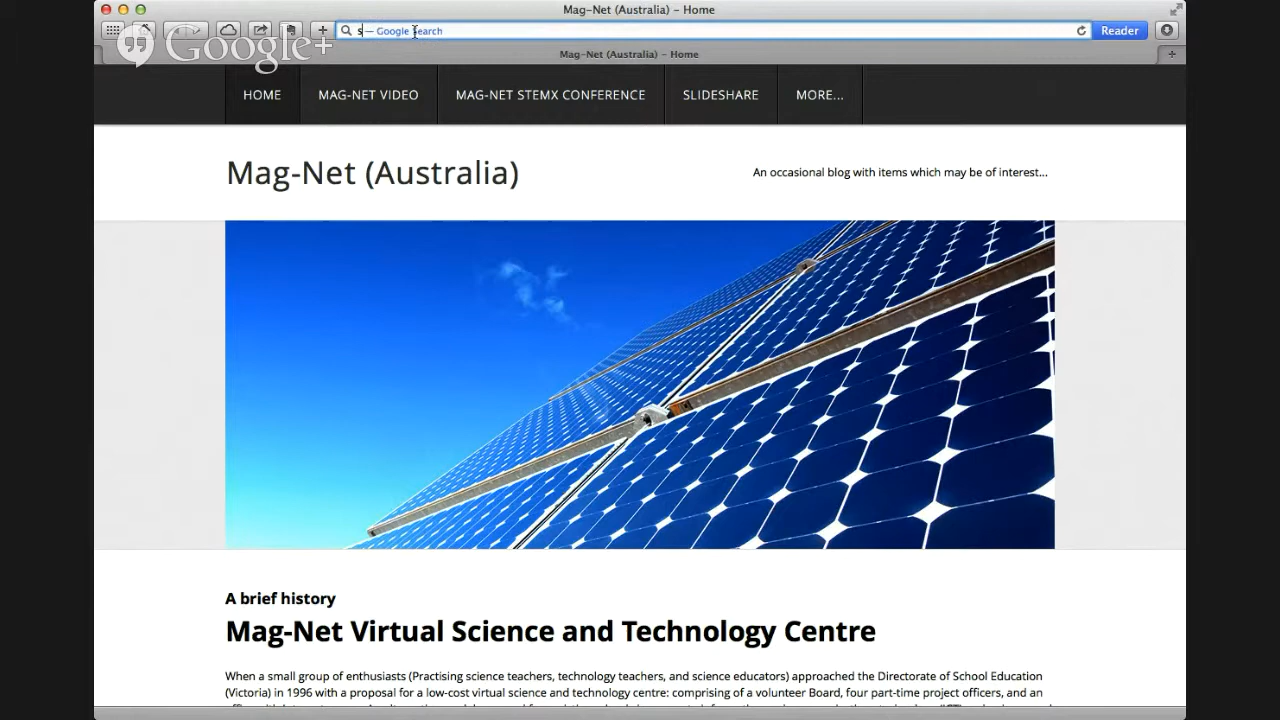 Mag-Net (Australia) – Home
s — Google Search
Reader
Google+
Mag-Net (Australia) – Home
HOME
MAG-NET VIDEO
MAG-NET STEMX CONFERENCE
SLIDESHARE
MORE...
Mag-Net (Australia)
An occasional blog with items which may be of interest...
A brief history
Mag-Net Virtual Science and Technology Centre
When a small group of enthusiasts (Practising science teachers, technology teachers, and science educators) approached the Directorate of School Education
(Victoria) in 1996 with a proposal for a low-cost virtual science and technology centre: comprising of a volunteer Board, four part-time project officers, and an